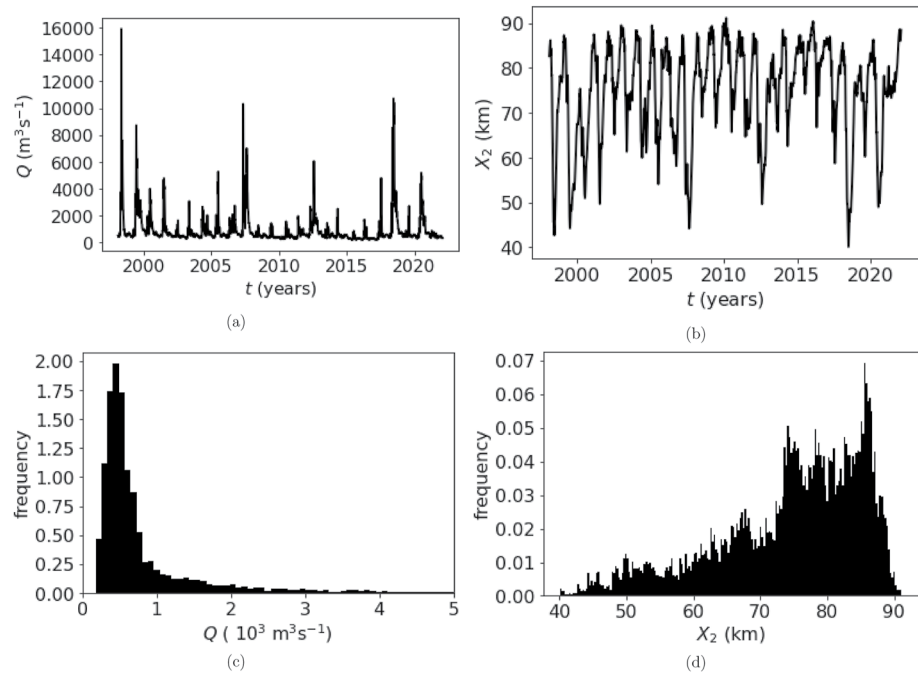 16000
14000
12000
10000
8000
6000
4000
2000
0
Q (m³s⁻¹)
2000 2005 2010 2015 2020
t (years)
(a)
90
80
70
60
50
40
X₂ (km)
2000 2005 2010 2015 2020
t (years)
(b)
2.00
1.75
1.50
1.25
1.00
0.75
0.50
0.25
0.00
frequency
0 1 2 3 4 5
Q ( 10³ m³s⁻¹)
(c)
0.07
0.06
0.05
0.04
0.03
0.02
0.01
0.00
frequency
40 50 60 70 80 90
X₂ (km)
(d)